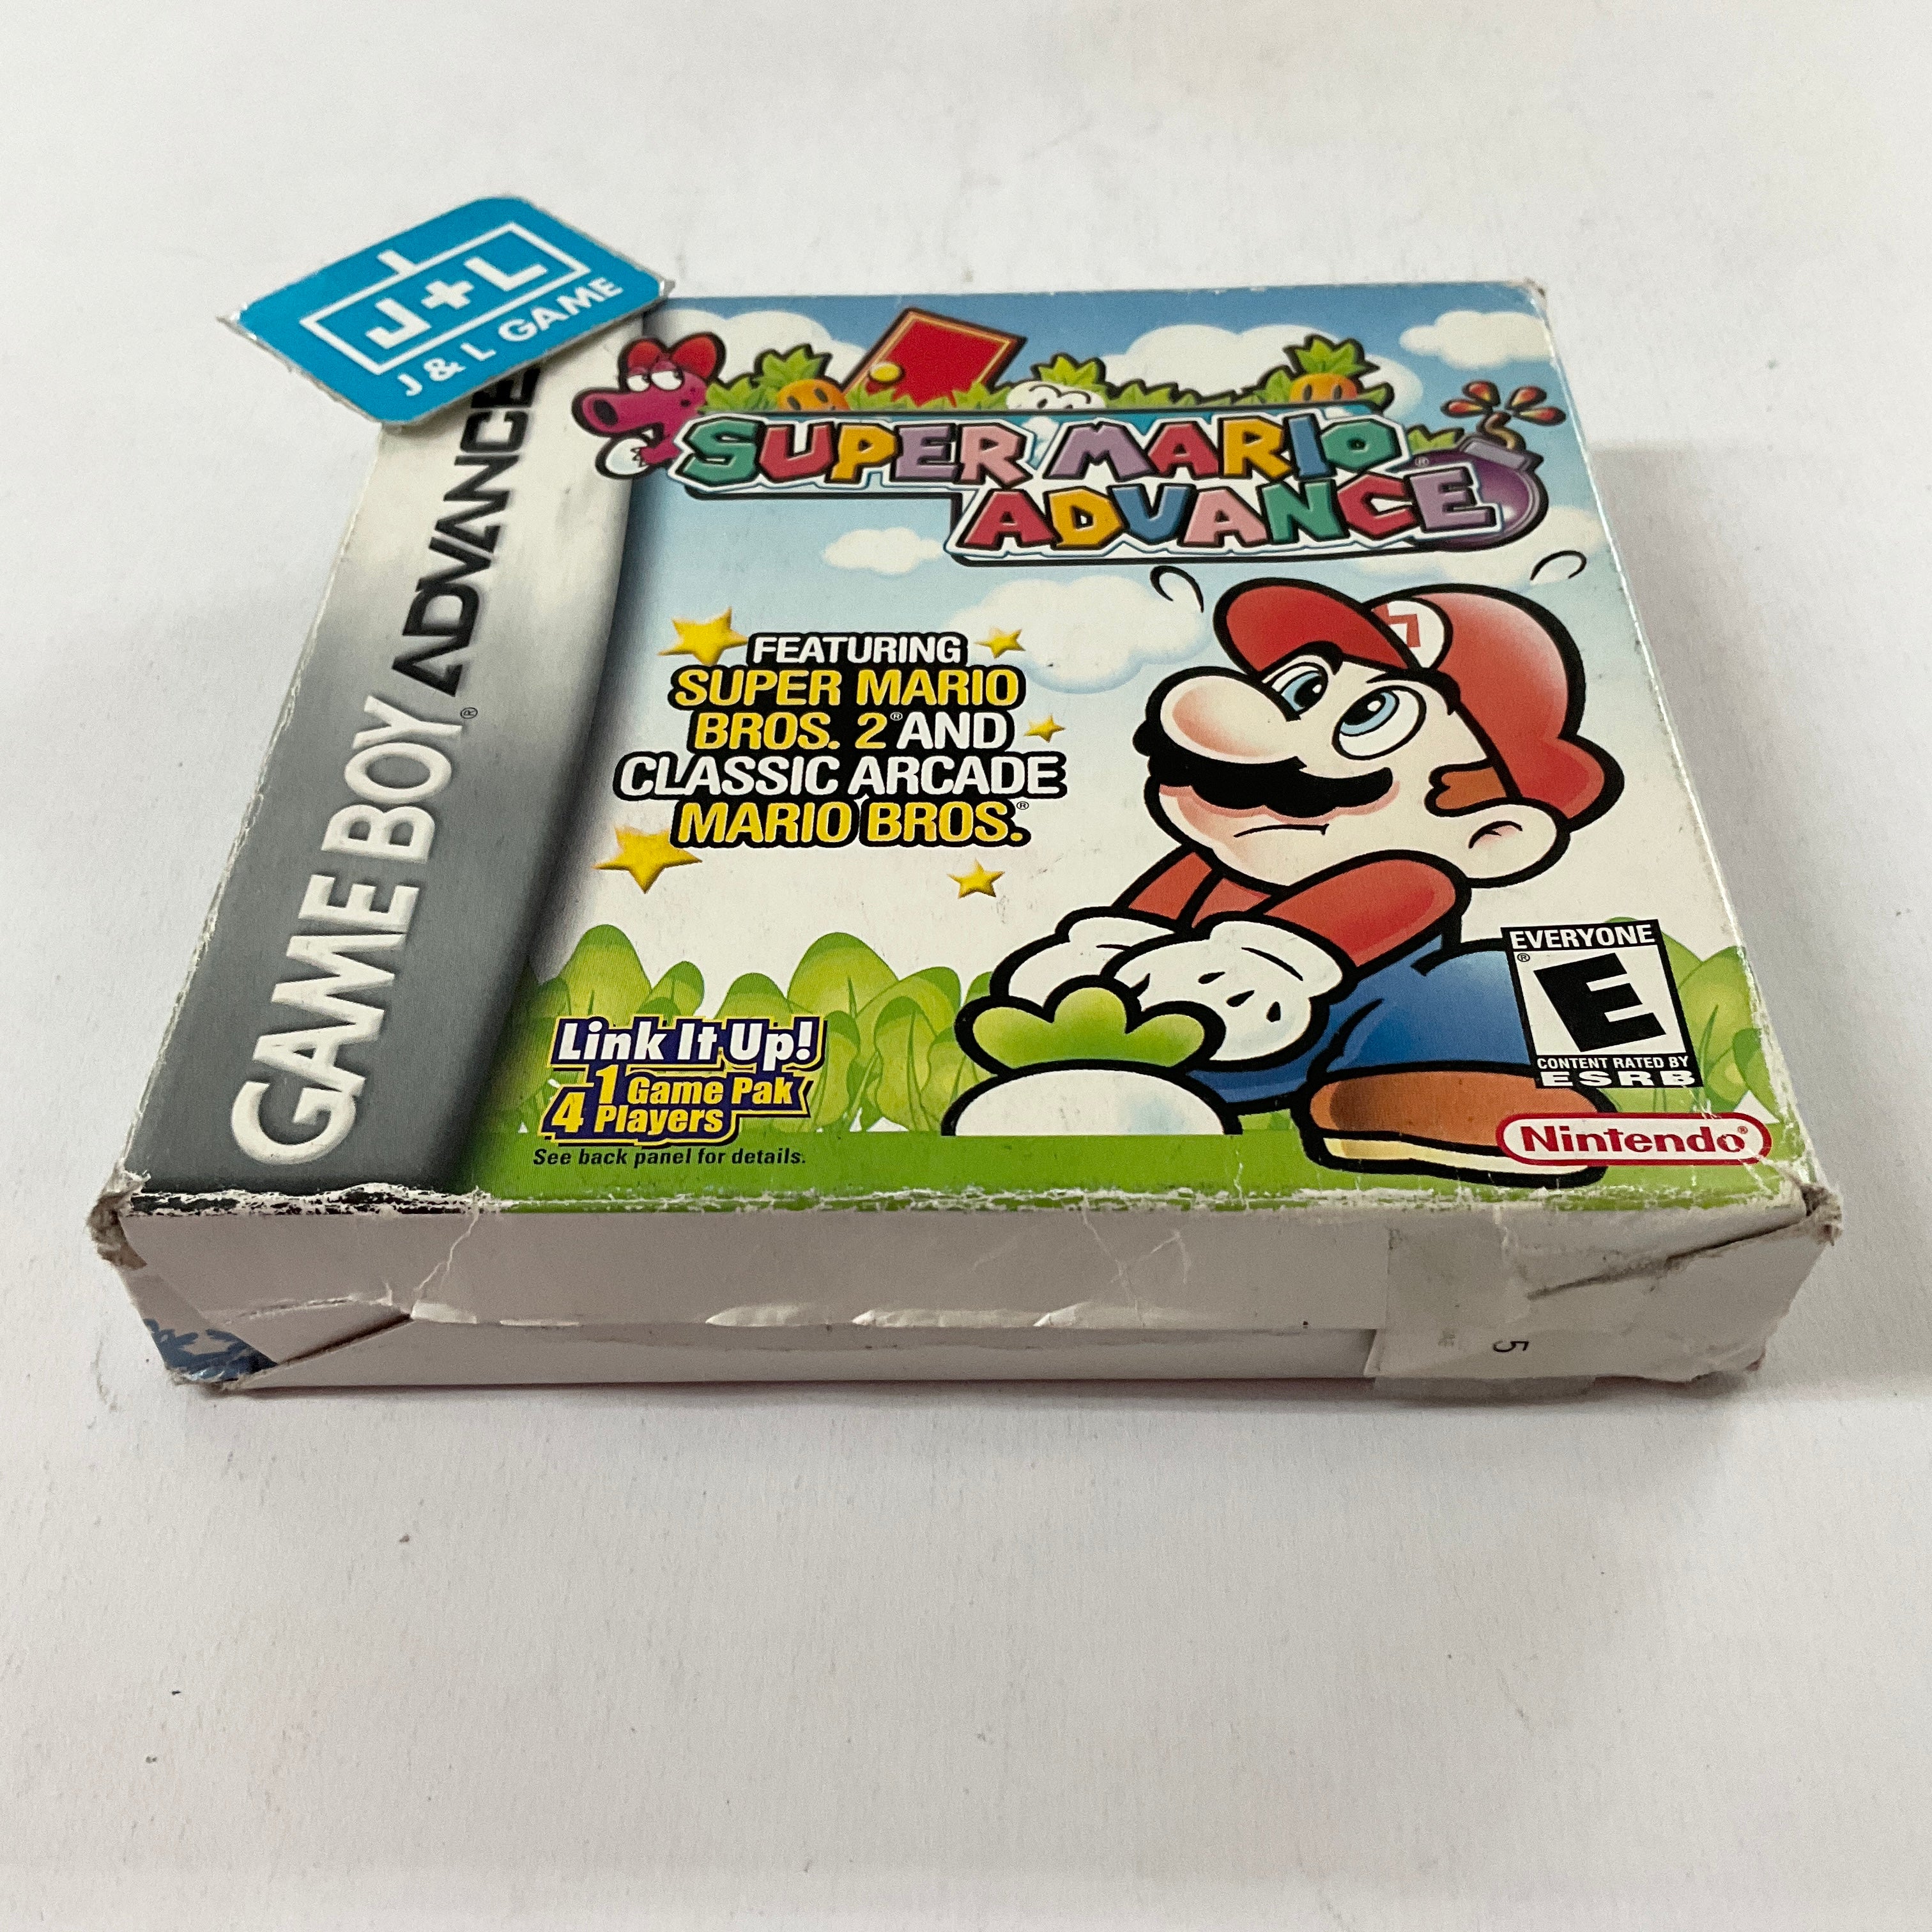 J+L
J & L GAME
GAME BOY ADVANCE
®
SUPER MARIO
ADVANCE®
FEATURING
SUPER MARIO
BROS. 2® AND
CLASSIC ARCADE
MARIO BROS.®
M
EVERYONE
E
®
CONTENT RATED BY
ESRB
Link It Up!
1 Game Pak
4 Players
See back panel for details.
Nintendo®
5